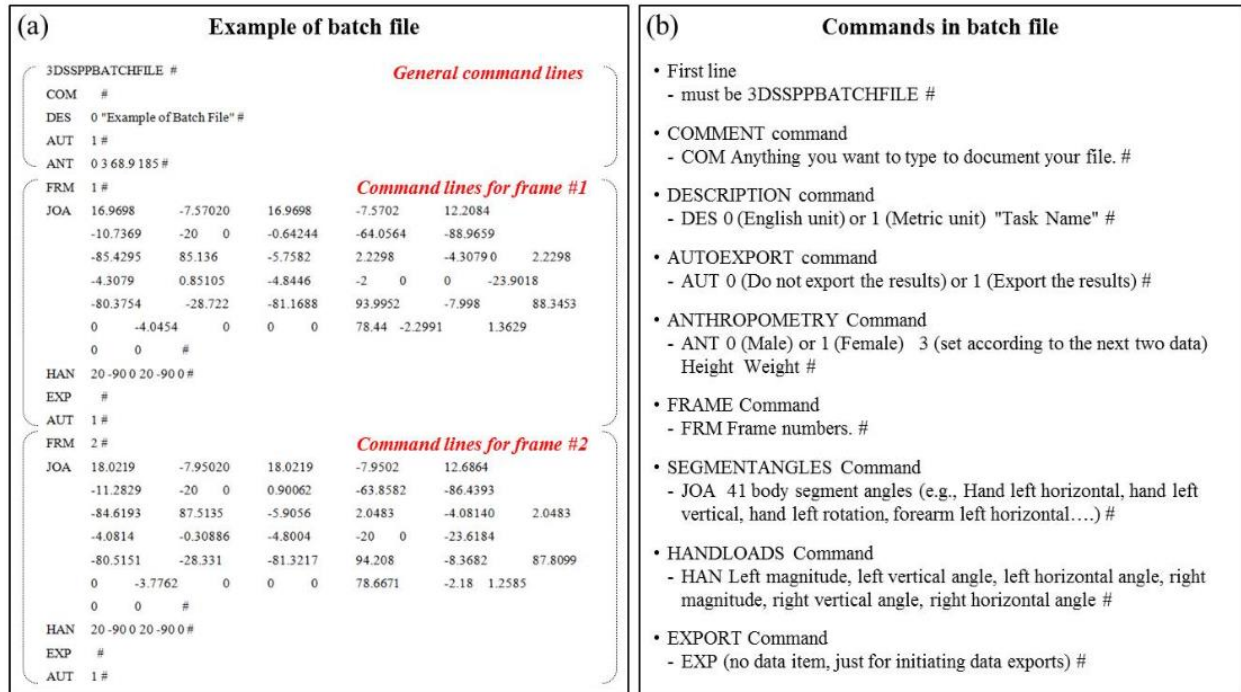 (a) Example of batch file
3DSSPPBATCHFILE # General command lines
COM #
DES 0 "Example of Batch File" #
AUT 1 #
ANT 0 3 68.9 185 #
FRM 1 # Command lines for frame #1
JOA 16.9698 -7.57020 16.9698 -7.5702 12.2084
-10.7369 -20 0 -0.64244 -64.0564 -88.9659
-85.4295 85.136 -5.7582 2.2298 -4.3079 0 2.2298
-4.3079 0.85105 -4.8446 -2 0 0 -23.9018
-80.3754 -28.722 -81.1688 93.9952 -7.998 88.3453
0 -4.0454 0 0 0 78.44 -2.2991 1.3629
0 0 #
HAN 20 -90 0 20 -90 0 #
EXP #
AUT 1 #
FRM 2 # Command lines for frame #2
JOA 18.0219 -7.95020 18.0219 -7.9502 12.6864
-11.2829 -20 0 0.90062 -63.8582 -86.4393
-84.6193 87.5135 -5.9056 2.0483 -4.08140 2.0483
-4.0814 -0.30886 -4.8004 -20 0 -23.6184
-80.5151 -28.331 -81.3217 94.208 -8.3682 87.8099
0 -3.7762 0 0 0 78.6671 -2.18 1.2585
0 0 #
HAN 20 -90 0 20 -90 0 #
EXP #
AUT 1 #
(b) Commands in batch file
• First line
- must be 3DSSPPBATCHFILE #
• COMMENT command
- COM Anything you want to type to document your file. #
• DESCRIPTION command
- DES 0 (English unit) or 1 (Metric unit) "Task Name" #
• AUTOEXPORT command
- AUT 0 (Do not export the results) or 1 (Export the results) #
• ANTHROPOMETRY Command
- ANT 0 (Male) or 1 (Female) 3 (set according to the next two data)
Height Weight #
• FRAME Command
- FRM Frame numbers. #
• SEGMENTANGLES Command
- JOA 41 body segment angles (e.g., Hand left horizontal, hand left
vertical, hand left rotation, forearm left horizontal....) #
• HANDLOADS Command
- HAN Left magnitude, left vertical angle, left horizontal angle, right
magnitude, right vertical angle, right horizontal angle #
• EXPORT Command
- EXP (no data item, just for initiating data exports) #